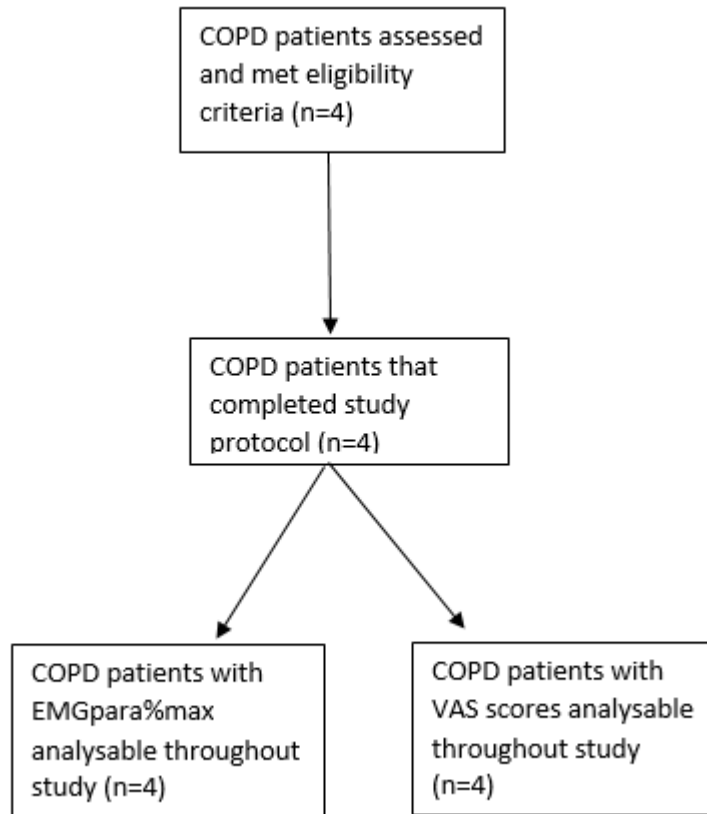 COPD patients assessed
and met eligibility
criteria (n=4)
COPD patients that
completed study
protocol (n=4)
COPD patients with
EMGpara%max
analysable throughout
study (n=4)
COPD patients with
VAS scores analysable
throughout study
(n=4)